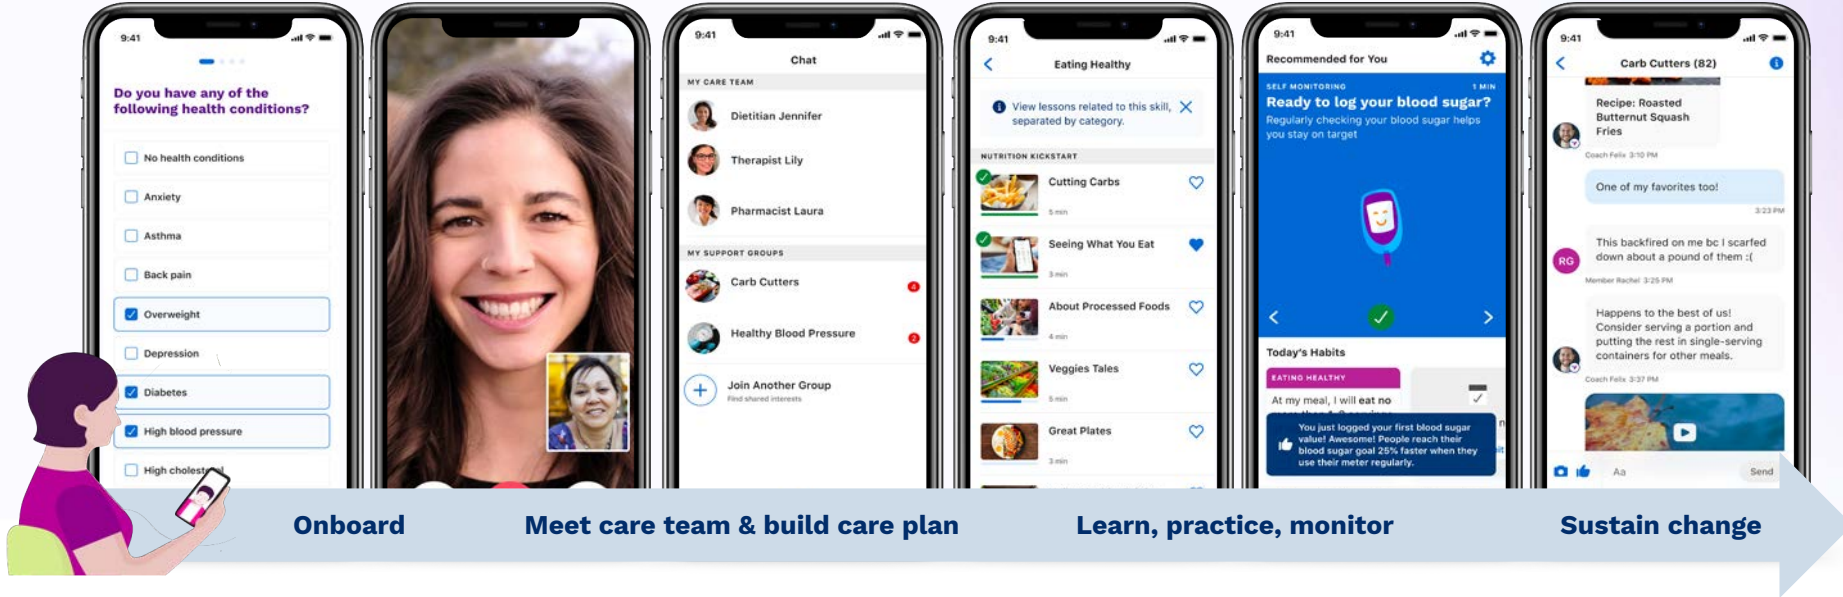 9:41
Do you have any of the
following health conditions?
No health conditions
Anxiety
Asthma
Back pain
Overweight
Depression
Diabetes
High blood pressure
High cholesterol
9:41
Chat
MY CARE TEAM
Dietitian Jennifer
Therapist Lily
Pharmacist Laura
MY SUPPORT GROUPS
Carb Cutters
4
Healthy Blood Pressure
2
Join Another Group
Find shared interests
9:41
Eating Healthy
View lessons related to this skill,
separated by category.
NUTRITION KICKSTART
Cutting Carbs
5 min
Seeing What You Eat
3 min
About Processed Foods
4 min
Veggies Tales
5 min
Great Plates
3 min
9:41
Recommended for You
SELF MONITORING
1 MIN
Ready to log your blood sugar?
Regularly checking your blood sugar helps
you stay on target
Today's Habits
EATING HEALTHY
At my meal, I will eat no
You just logged your first blood sugar
value! Awesome! People reach their
blood sugar goal 25% faster when they
use their meter regularly.
9:41
Carb Cutters (82)
Recipe: Roasted
Butternut Squash
Fries
Coach Felix 3:10 PM
One of my favorites too!
3:23 PM
This backfired on me bc I scarfed
down about a pound of them :(
RG
Member Rachel 3:25 PM
Happens to the best of us!
Consider serving a portion and
putting the rest in single-serving
containers for other meals.
Coach Felix 3:37 PM
Aa
Send
Onboard
Meet care team & build care plan
Learn, practice, monitor
Sustain change